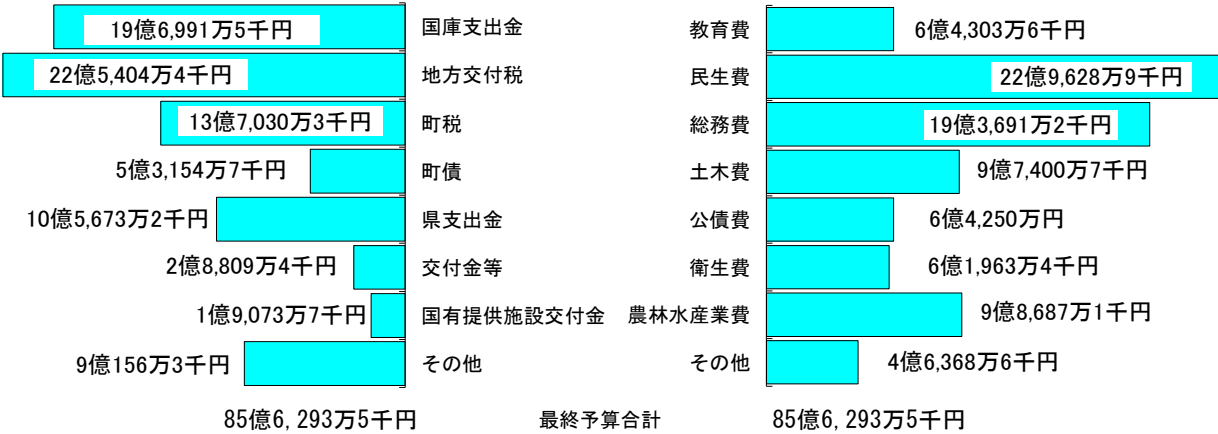 19億6,991万5千円 国庫支出金 教育費 6億4,303万6千円
22億5,404万4千円 地方交付税 民生費 22億9,628万9千円
13億7,030万3千円 町税 総務費 19億3,691万2千円
5億3,154万7千円 町債 土木費 9億7,400万7千円
10億5,673万2千円 県支出金 公債費 6億4,250万円
2億8,809万4千円 交付金等 衛生費 6億1,963万4千円
1億9,073万7千円 国有提供施設交付金 農林水産業費 9億8,687万1千円
9億156万3千円 その他 その他 4億6,368万6千円
85億6,293万5千円 最終予算合計 85億6,293万5千円